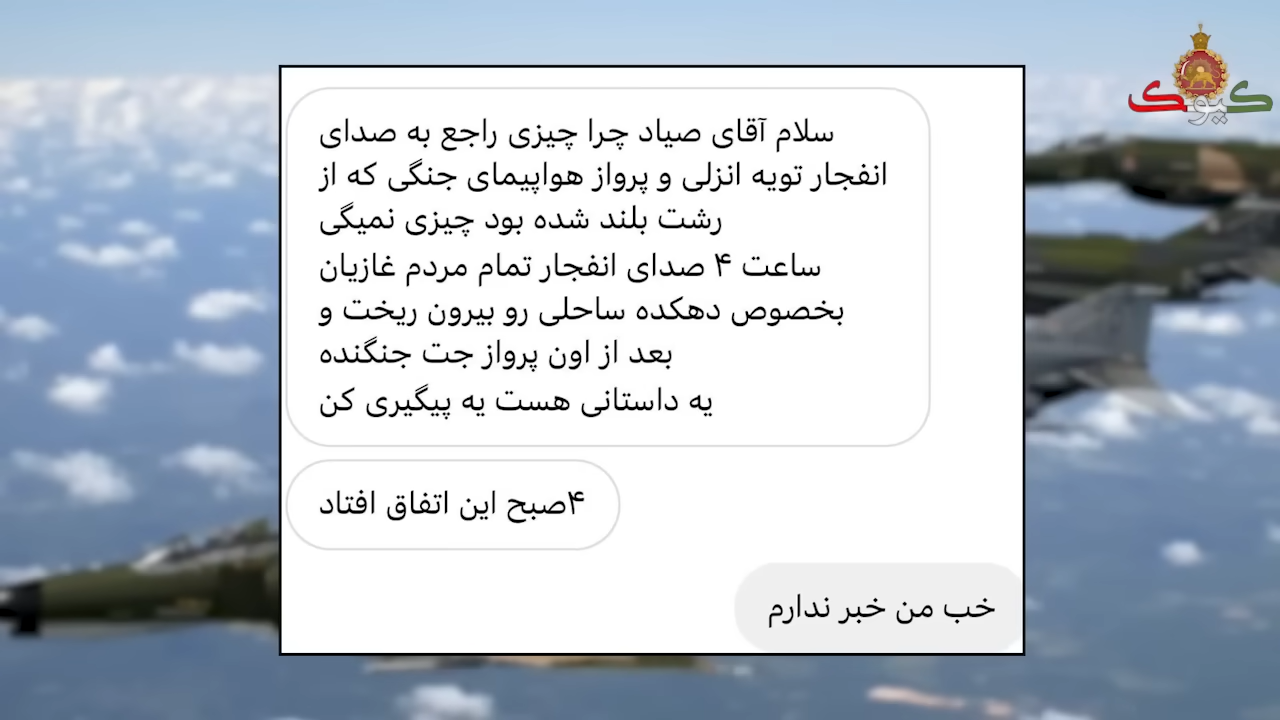 کیوک
سلام آقای صیاد چرا چیزی راجع به صدای
انفجار تویه انزلی و پرواز هواپیمای جنگی که از
رشت بلند شده بود چیزی نمیگی
ساعت ۴ صدای انفجار تمام مردم غازیان
بخصوص دهکده ساحلی رو بیرون ریخت و
بعد از اون پرواز جت جنگنده
یه داستانی هست یه پیگیری کن
۴صبح این اتفاق افتاد
خب من خبر ندارم